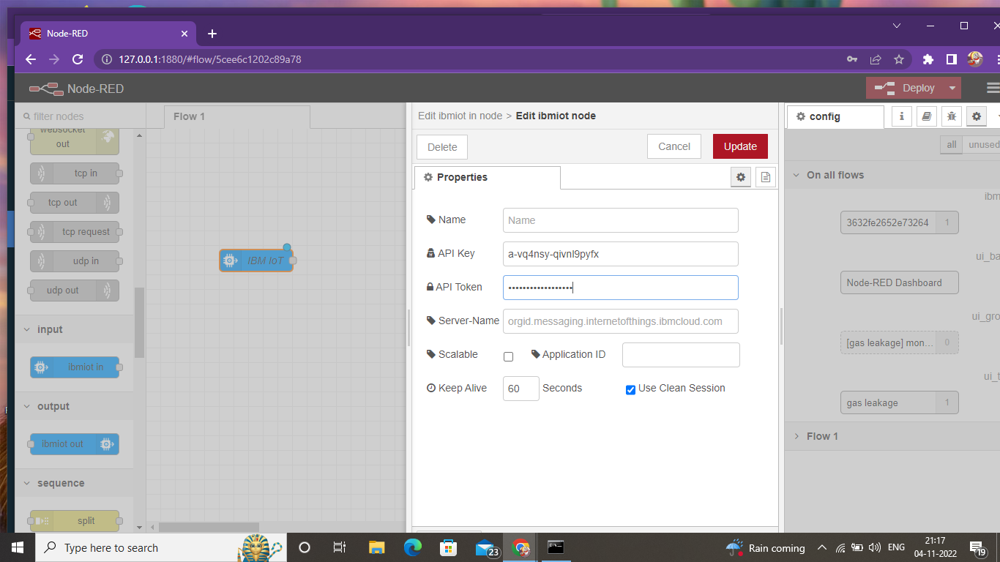 Node-RED
127.0.0.1:1880/#flow/5cee6c1202c89a78
Node-RED
Deploy
filter nodes
websocket
out
tcp in
tcp out
tcp request
udp in
udp out
input
ibmiot in
output
ibmiot out
sequence
split
Flow 1
IBM IoT
Edit ibmiot in node > Edit ibmiot node
Delete
Cancel
Update
Properties
Name
Name
API Key
a-vq4nsy-qivnl9pyfx
API Token
••••••••••••••••••
Server-Name
orgid.messaging.internetofthings.ibmcloud.com
Scalable
Application ID
Keep Alive
60
Seconds
Use Clean Session
config
all
unused
On all flows
ibm
3632fe2652e73264
1
ui_ba
Node-RED Dashboard
ui_gro
[gas leakage] mon...
0
ui_t
gas leakage
1
Flow 1
Type here to search
23
Rain coming
ENG
21:17
04-11-2022
19